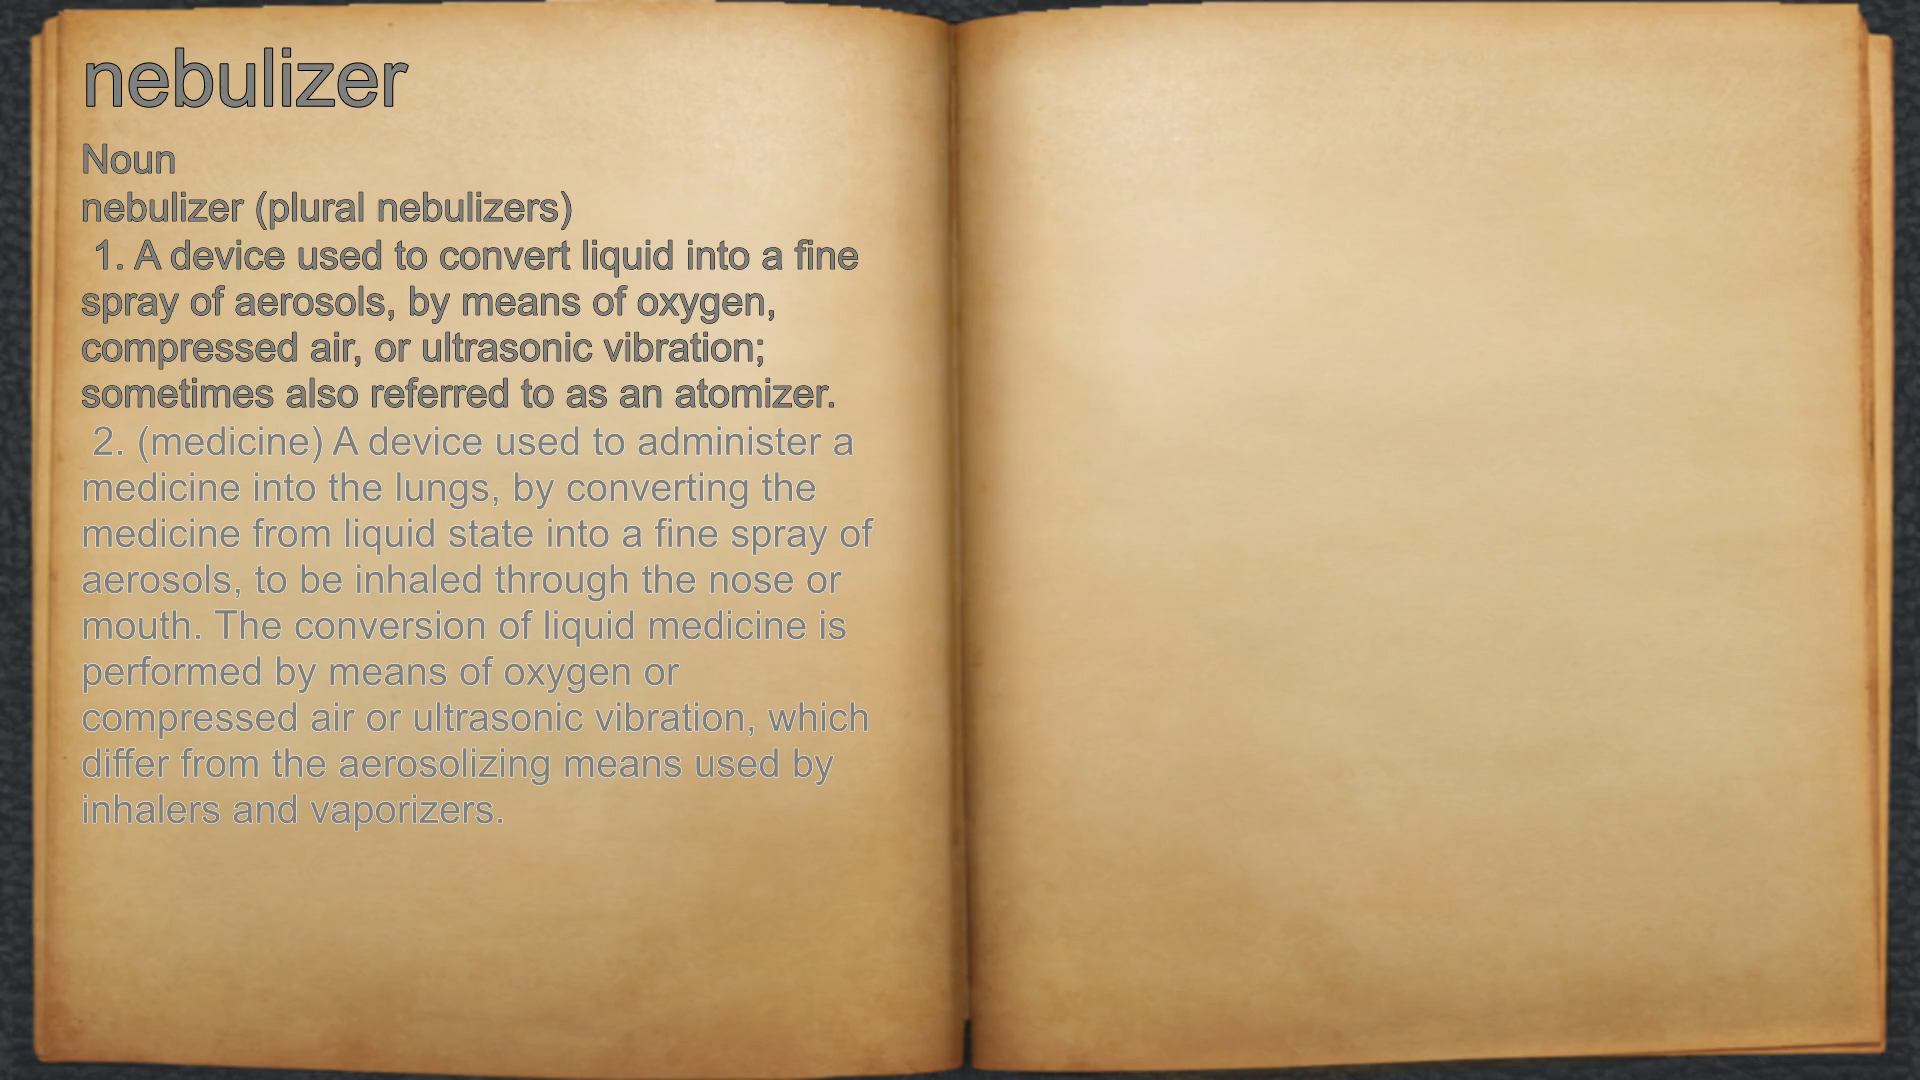 nebulizer
Noun
nebulizer (plural nebulizers)
1. A device used to convert liquid into a fine
spray of aerosols, by means of oxygen,
compressed air, or ultrasonic vibration;
sometimes also referred to as an atomizer.
2. (medicine) A device used to administer a
medicine into the lungs, by converting the
medicine from liquid state into a fine spray of
aerosols, to be inhaled through the nose or
mouth. The conversion of liquid medicine is
performed by means of oxygen or
compressed air or ultrasonic vibration, which
differ from the aerosolizing means used by
inhalers and vaporizers.